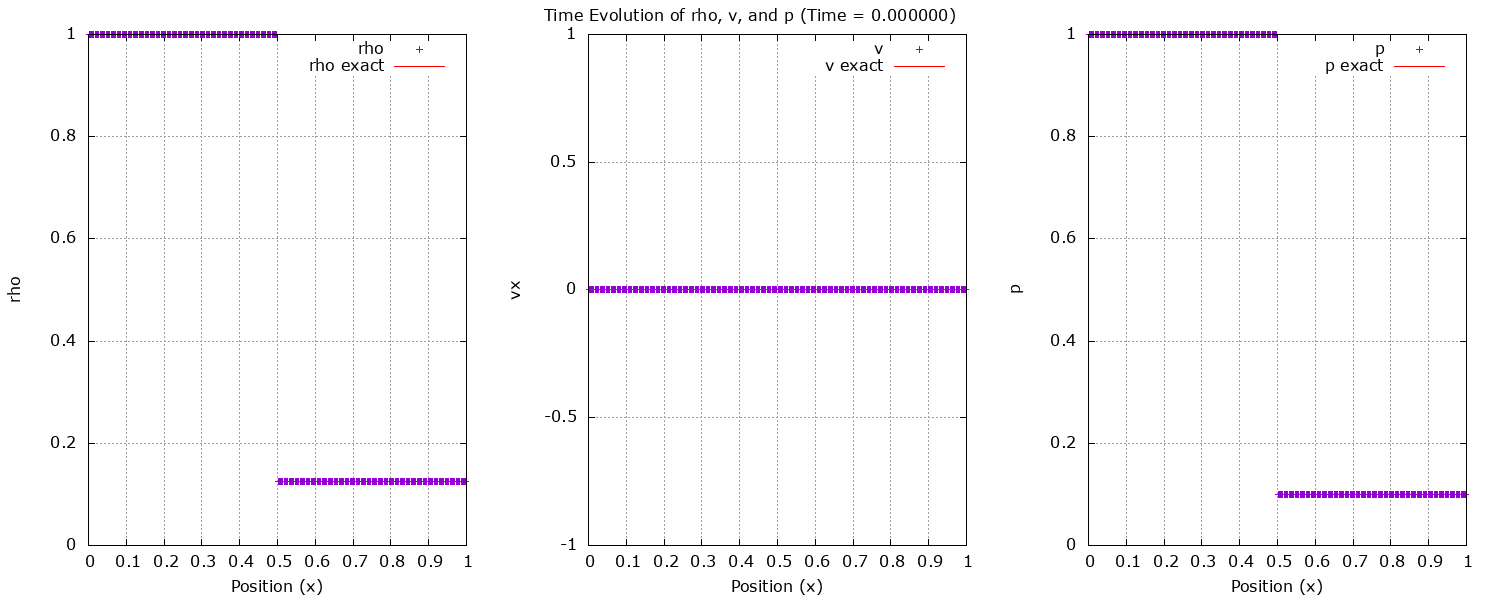 Time Evolution of rho, v, and p (Time = 0.000000)
rho
rho exact
1
0.8
0.6
0.4
0.2
0
rho
0 0.1 0.2 0.3 0.4 0.5 0.6 0.7 0.8 0.9 1
Position (x)
v
v exact
1
0.5
0
-0.5
-1
vx
0 0.1 0.2 0.3 0.4 0.5 0.6 0.7 0.8 0.9 1
Position (x)
p
p exact
1
0.8
0.6
0.4
0.2
0
p
0 0.1 0.2 0.3 0.4 0.5 0.6 0.7 0.8 0.9 1
Position (x)